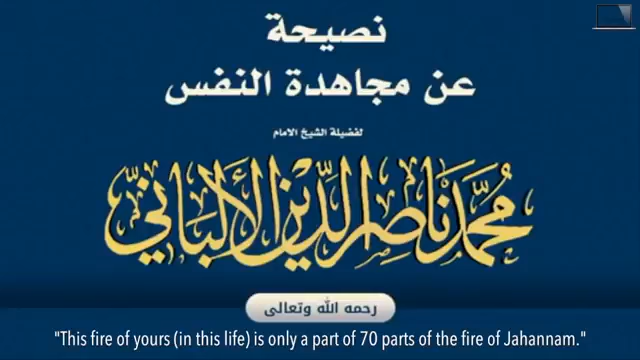 نصيحة
عن مجاهدة النفس
لفضيلة الشيخ الامام
محمد ناصر الدين الألباني
رحمه الله وتعالى
"This fire of yours (in this life) is only a part of 70 parts of the fire of Jahannam."